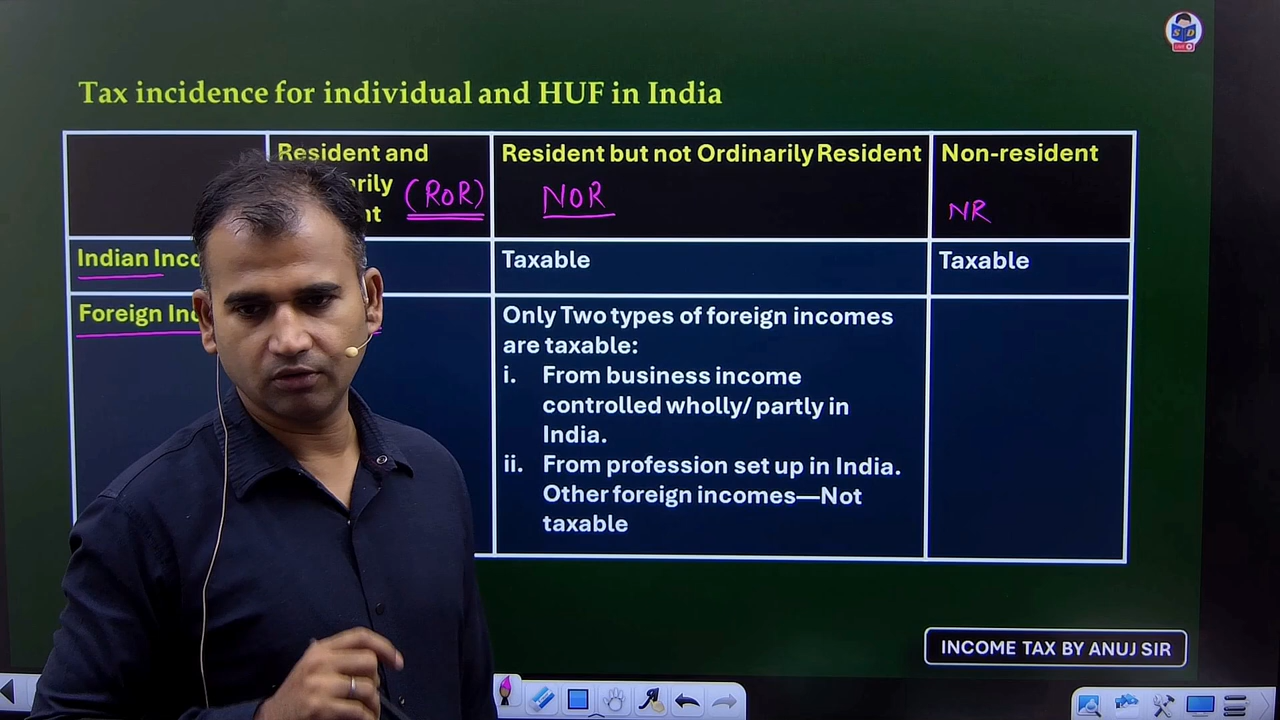 Tax incidence for individual and HUF in India
Resident and
(ROR)
Resident but not Ordinarily Resident
NOR
Non-resident
NR
Indian
Taxable
Taxable
Foreign
Only Two types of foreign incomes
are taxable:
i. From business income
controlled wholly/ partly in
India.
ii. From profession set up in India.
Other foreign incomes—Not
taxable
INCOME TAX BY ANUJ SIR